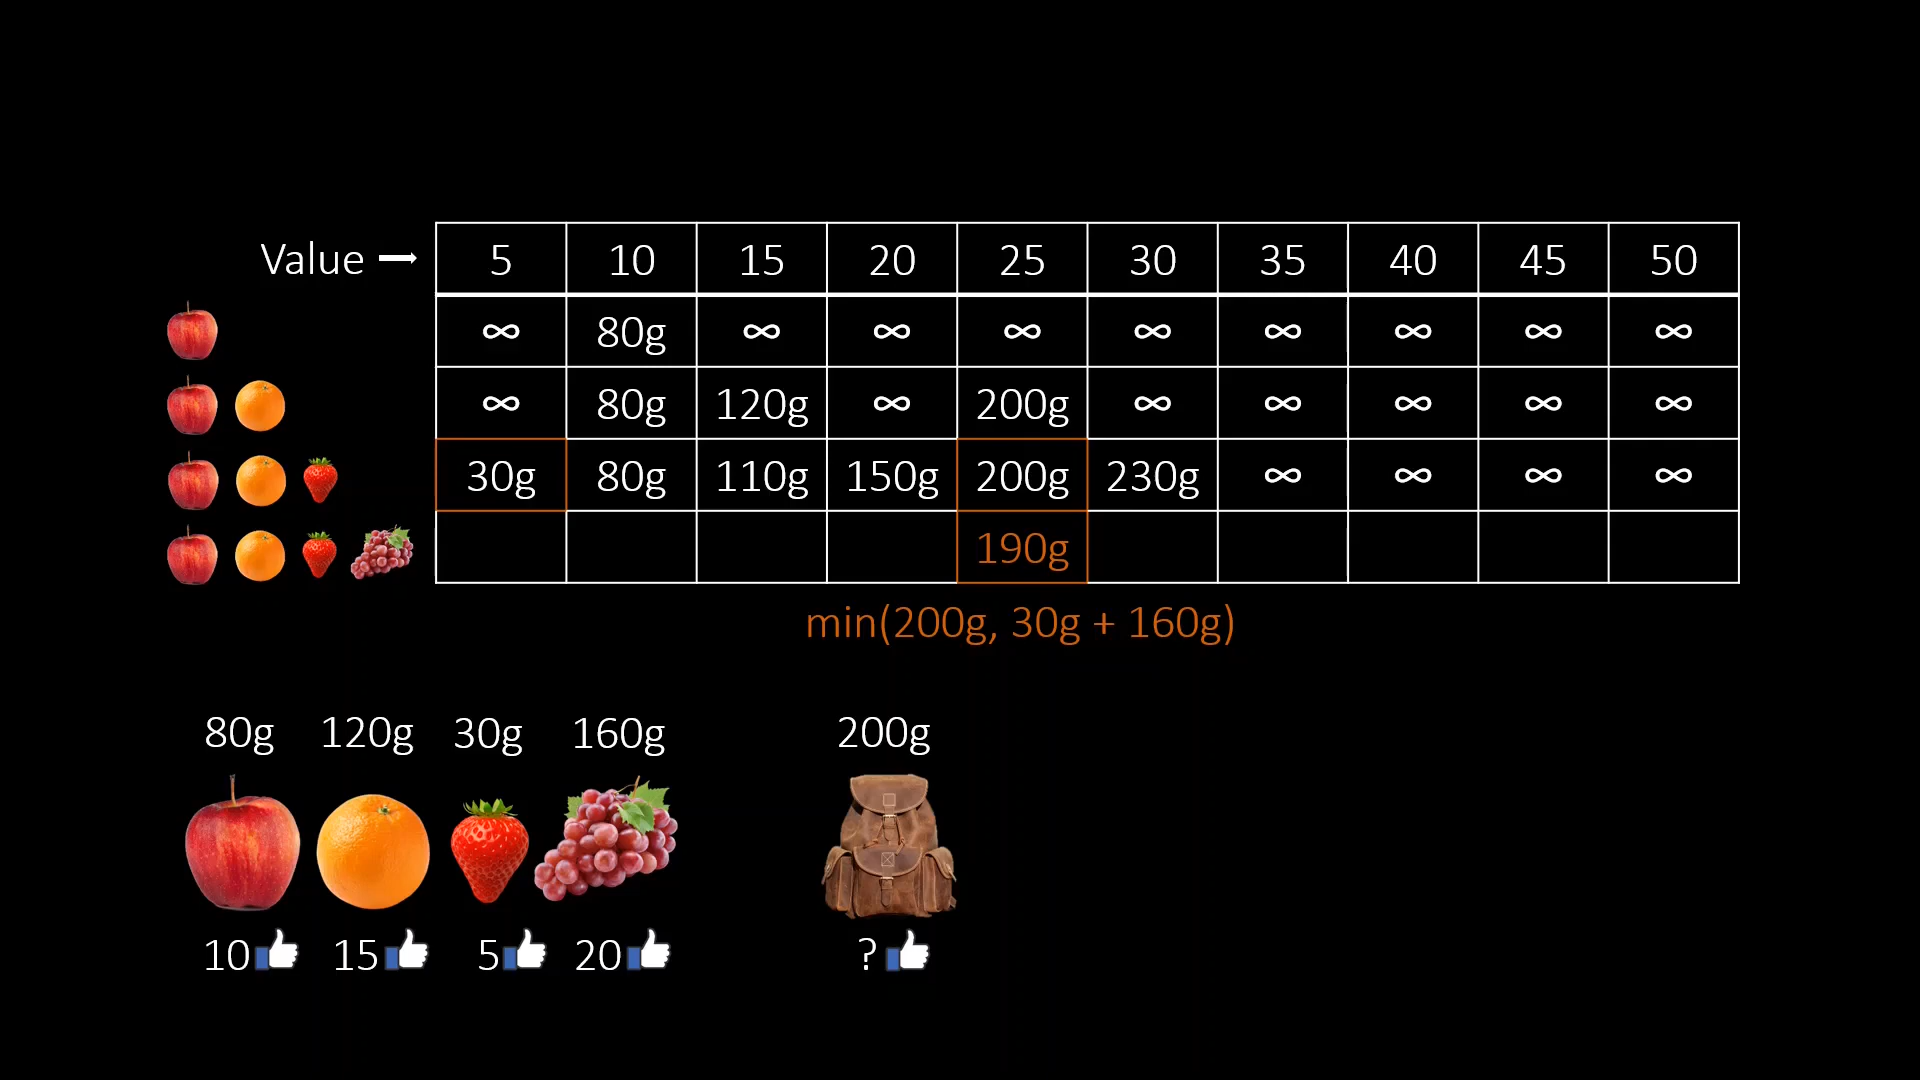 Value → 5 10 15 20 25 30 35 40 45 50
∞ 80g ∞ ∞ ∞ ∞ ∞ ∞ ∞ ∞
∞ 80g 120g ∞ 200g ∞ ∞ ∞ ∞ ∞
30g 80g 110g 150g 200g 230g ∞ ∞ ∞ ∞
190g
min(200g, 30g + 160g)
80g 120g 30g 160g 200g
10 15 5 20 ?